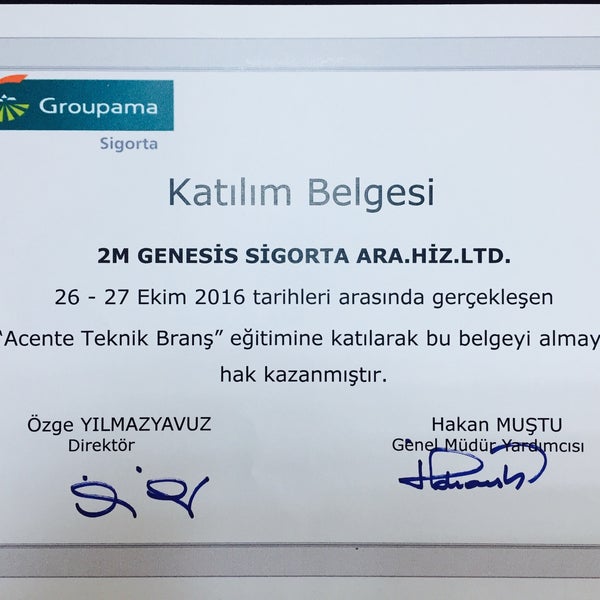 Groupama
Sigorta
Katılım Belgesi
2M GENESİS SİGORTA ARA.HİZ.LTD.
26 - 27 Ekim 2016 tarihleri arasında gerçekleşen
"Acente Teknik Branş" eğitimine katılarak bu belgeyi almay
hak kazanmıştır.
Özge YILMAZYAVUZ
Direktör
Hakan MUŞTU
Genel Müdür Yardımcısı